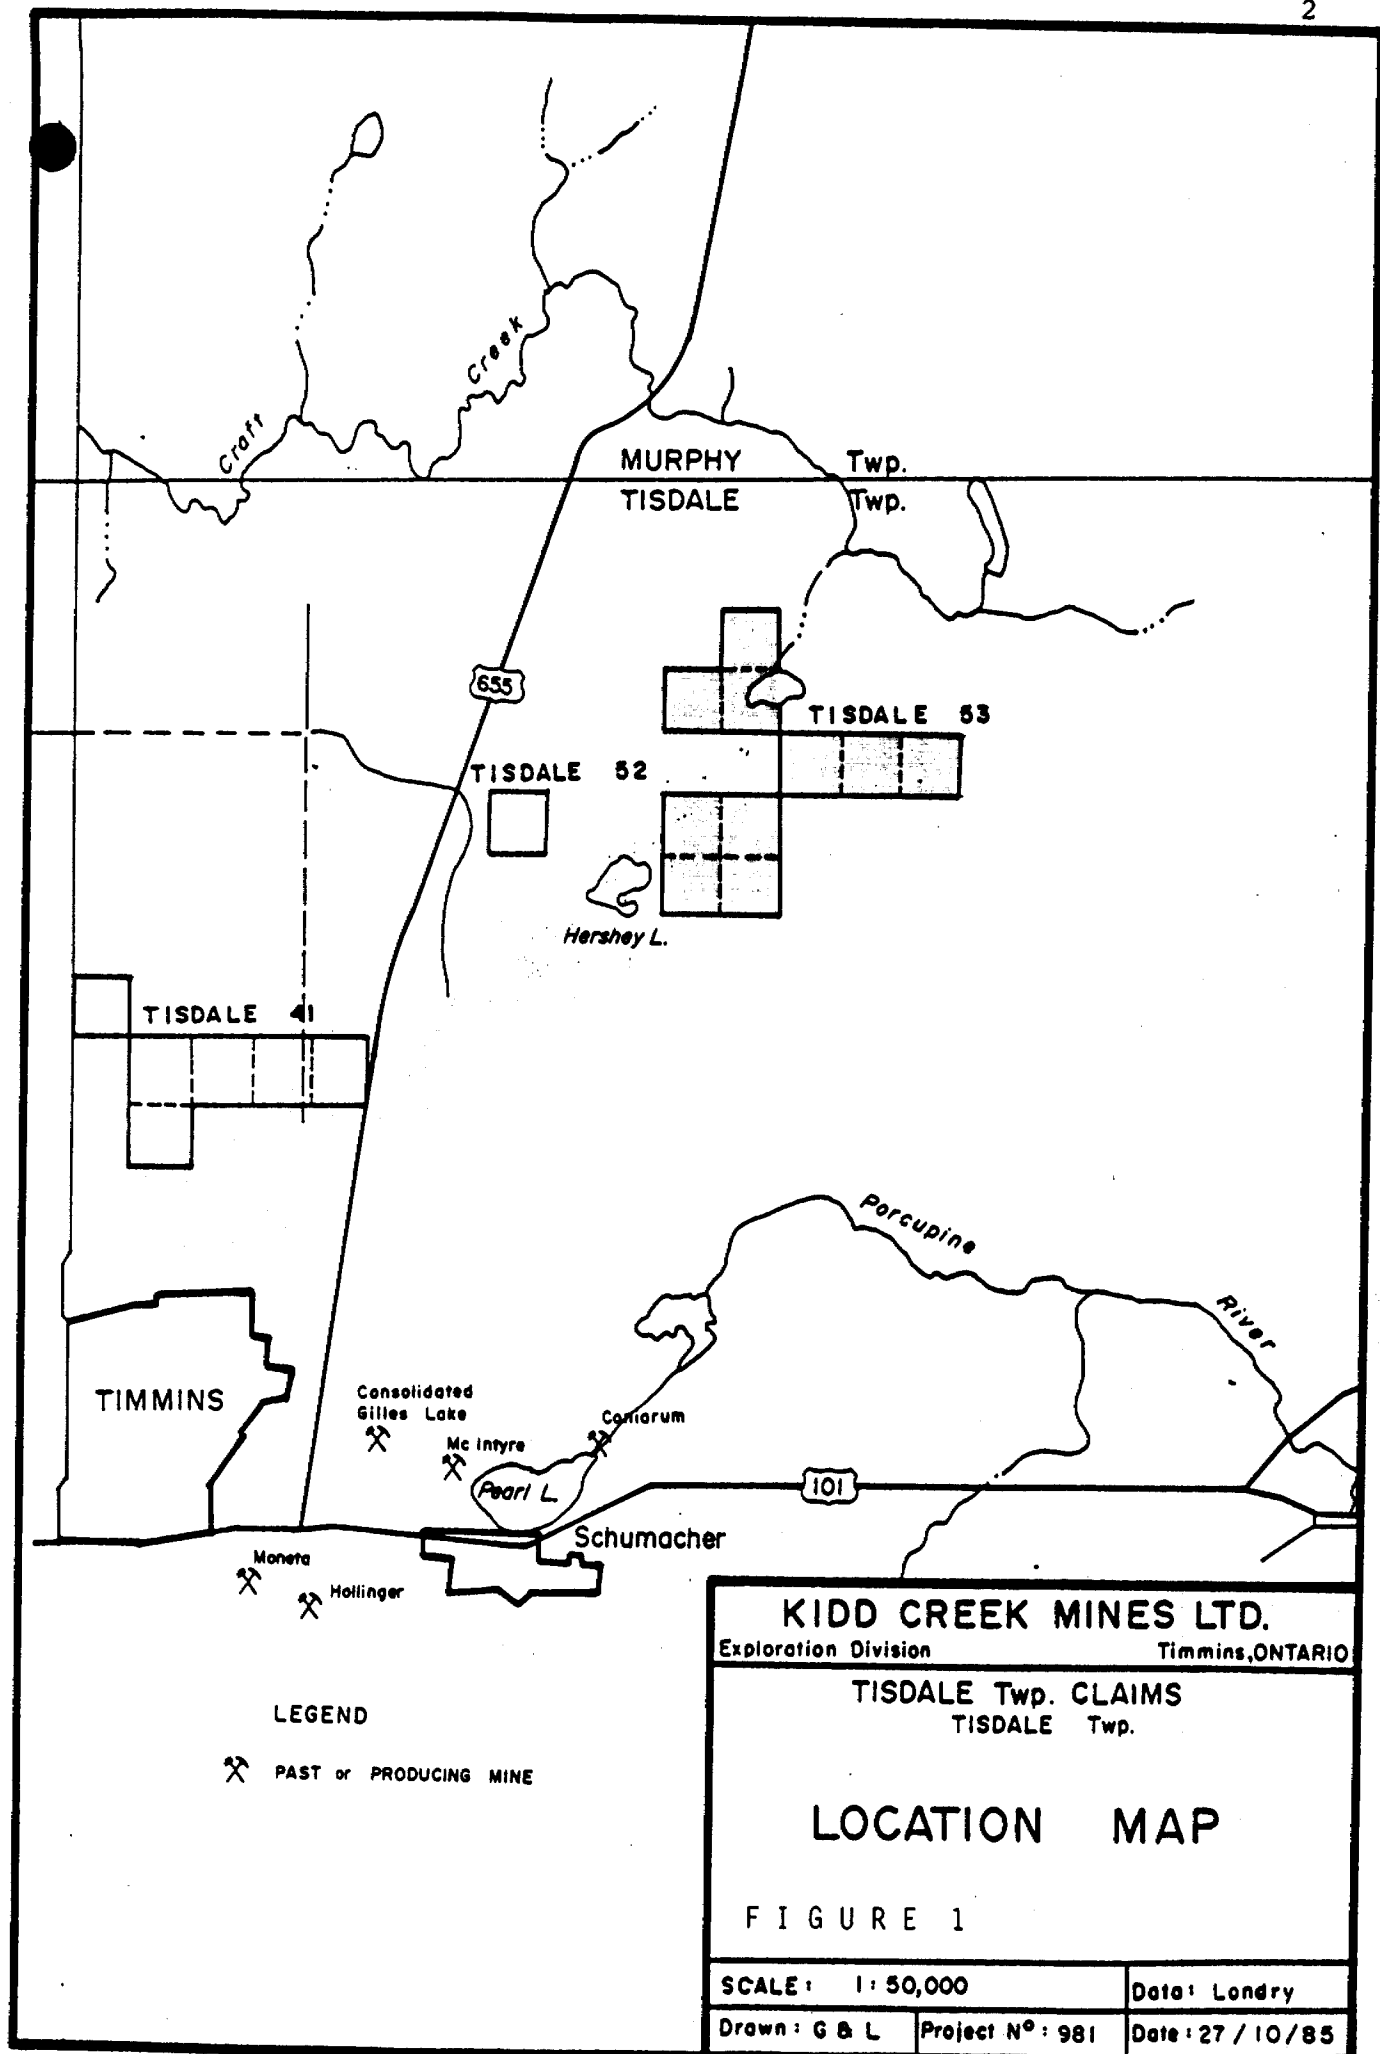 2
Craft Creek
MURPHY Twp.
TISDALE Twp.
655
TISDALE 53
TISDALE 52
Hershey L.
TISDALE 41
Porcupine River
TIMMINS
Consolidated
Gilles Lake
Mc Intyre
Coniarum
Pearl L.
101
Schumacher
Moneta
Hollinger
LEGEND
PAST or PRODUCING MINE
KIDD CREEK MINES LTD.
Exploration Division Timmins, ONTARIO
TISDALE Twp. CLAIMS
TISDALE Twp.
LOCATION MAP
FIGURE 1
SCALE: 1:50,000 Data: Londry
Drawn: G & L Project Nº: 981 Date: 27/10/85